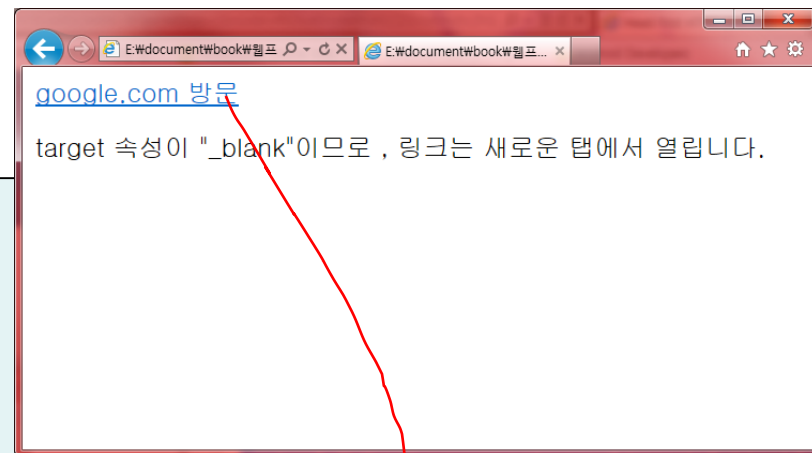 E:₩document₩book₩웹프
E:₩document₩book₩웹프...
google.com 방문
target 속성이 "_blank"이므로 , 링크는 새로운 탭에서 열립니다.